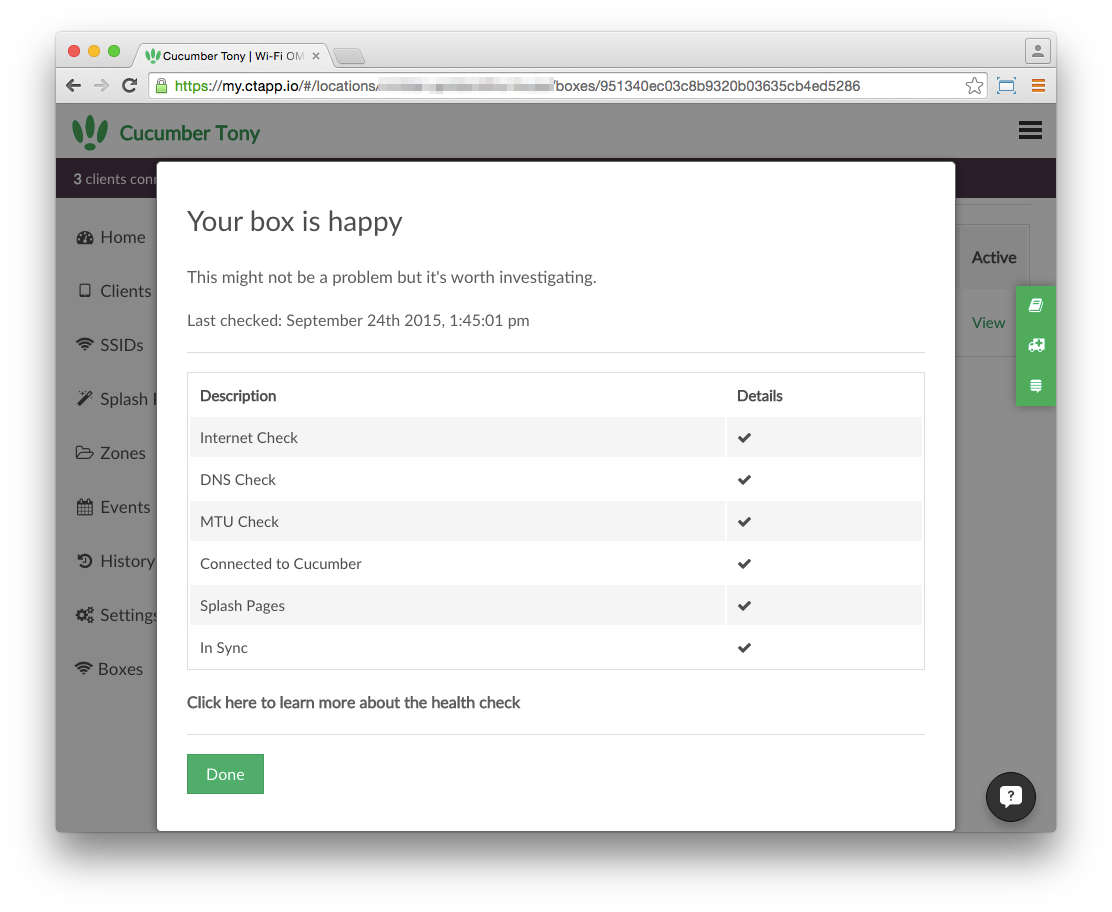 Cucumber Tony | Wi-Fi OM
https://my.ctapp.io/#/locations/ /boxes/951340ec03c8b9320b03635cb4ed5286
Cucumber Tony
3 clients conn
Home
Clients
SSIDs
Splash
Zones
Events
History
Settings
Boxes
Your box is happy
This might not be a problem but it's worth investigating.
Last checked: September 24th 2015, 1:45:01 pm
Description Details
Internet Check
DNS Check
MTU Check
Connected to Cucumber
Splash Pages
In Sync
Click here to learn more about the health check
Done
Active
View